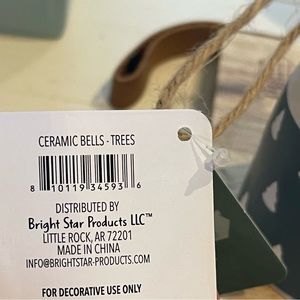 CERAMIC BELLS - TREES
8 10119 34593 6
DISTRIBUTED BY
Bright Star Products LLC™
LITTLE ROCK, AR 72201
MADE IN CHINA
INFO@BRIGHTSTAR-PRODUCTS.COM
FOR DECORATIVE USE ONLY